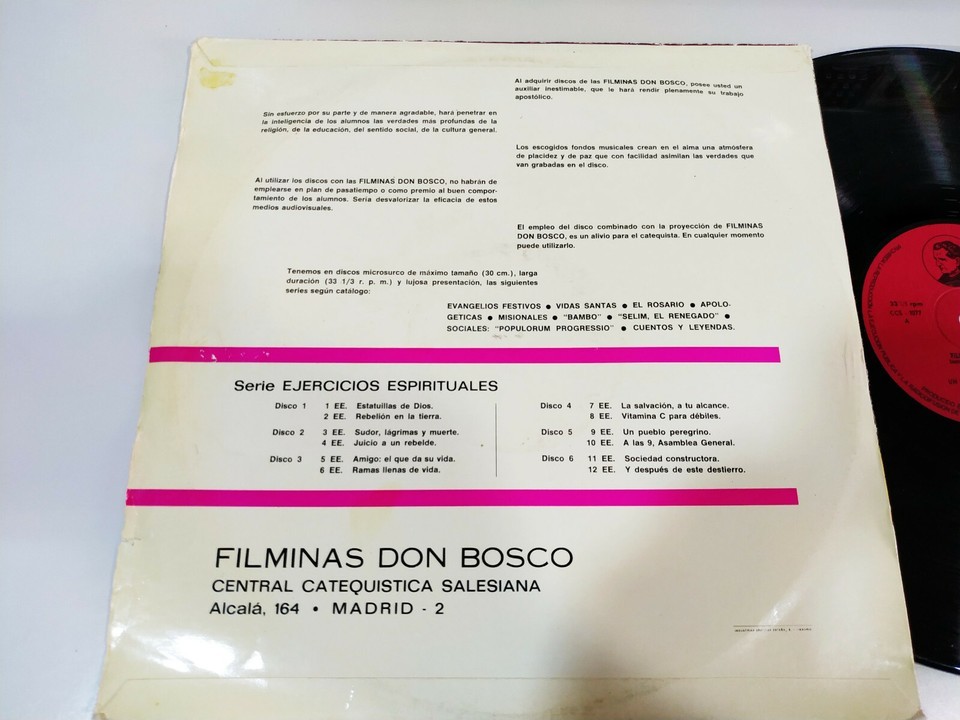 Al adquirir discos de las FILMINAS DON BOSCO, posee usted un
auxiliar inestimable, que le hará rendir plenamente su trabajo
apostólico.
Sin esfuerzo por su parte y de manera agradable, hará penetrar en
la inteligencia de los alumnos las verdades más profundas de la
religión, de la educación, del sentido social, de la cultura general.
Los escogidos fondos musicales crean en el alma una atmósfera
de placidez y de paz que con facilidad asimilan las verdades que
van grabadas en el disco.
Al utilizar los discos con las FILMINAS DON BOSCO, no habrán de
emplearse en plan de pasatiempo o como premio al buen compor-
tamiento de los alumnos. Sería desvalorizar la eficacia de estos
medios audiovisuales.
El empleo del disco combinado con la proyección de FILMINAS
DON BOSCO, es un alivio para el catequista. En cualquier momento
puede utilizarlo.
Tenemos en discos microsurco de máximo tamaño (30 cm.), larga
duración (33 1/3 r. p. m.) y lujosa presentación, las siguientes
series según catálogo:
EVANGELIOS FESTIVOS ● VIDAS SANTAS ● EL ROSARIO ● APOLO-
GETICAS ● MISIONALES ● "BAMBO" ● "SELIM, EL RENEGADO" ●
SOCIALES: "POPULORUM PROGRESSIO" ● CUENTOS Y LEYENDAS.
Serie EJERCICIOS ESPIRITUALES
Disco 1 1 EE. Estatuillas de Dios.
2 EE. Rebelión en la tierra.
Disco 2 3 EE. Sudor, lágrimas y muerte.
4 EE. Juicio a un rebelde.
Disco 3 5 EE. Amigo: el que da su vida.
6 EE. Ramas llenas de vida.
Disco 4 7 EE. La salvación, a tu alcance.
8 EE. Vitamina C para débiles.
Disco 5 9 EE. Un pueblo peregrino.
10 EE. A las 9, Asamblea General.
Disco 6 11 EE. Sociedad constructora.
12 EE. Y después de este destierro.
FILMINAS DON BOSCO
CENTRAL CATEQUISTICA SALESIANA
Alcalá, 164 • MADRID - 2
33 1/3 rpm
A